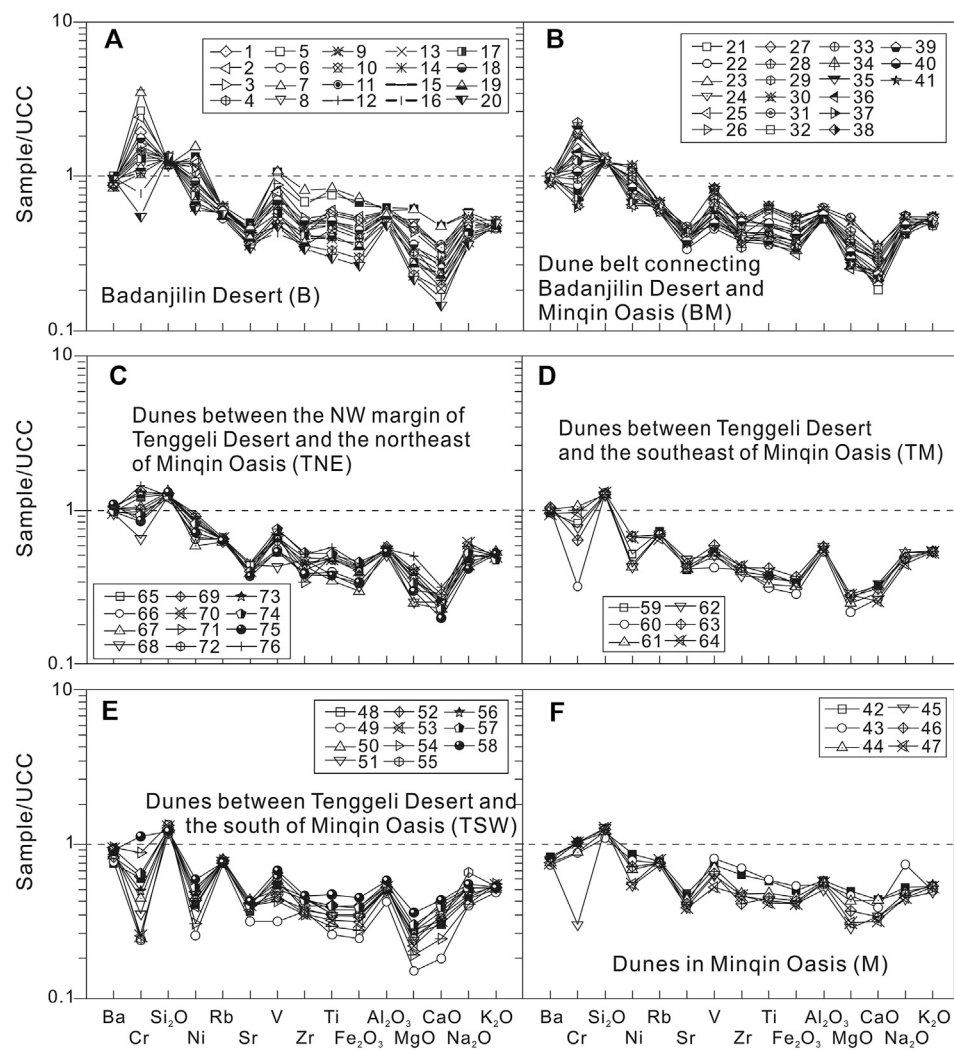 10
A
1 5 9 13 17
2 6 10 14 18
3 7 11 15 19
4 8 12 16 20
Sample/UCC
1
Badanjilin Desert (B)
0.1
B
21 27 33 39
22 28 34 40
23 29 35 41
24 30 36
25 31 37
26 32 38
Dune belt connecting
Badanjilin Desert and
Minqin Oasis (BM)
10
C
Dunes between the NW margin of
Tenggeli Desert and the northeast
of Minqin Oasis (TNE)
Sample/UCC
1
65 69 73
66 70 74
67 71 75
68 72 76
0.1
D
Dunes between Tenggeli Desert
and the southeast of Minqin Oasis (TM)
59 62
60 63
61 64
10
E
48 52 56
49 53 57
50 54 58
51 55
Dunes between Tenggeli Desert and
the south of Minqin Oasis (TSW)
Sample/UCC
1
0.1
F
42 45
43 46
44 47
Dunes in Minqin Oasis (M)
Ba Si₂O Rb V Ti Al₂O₃ CaO K₂O
Cr Ni Sr Zr Fe₂O₃ MgO Na₂O
Ba Si₂O Rb V Ti Al₂O₃ CaO K₂O
Cr Ni Sr Zr Fe₂O₃ MgO Na₂O